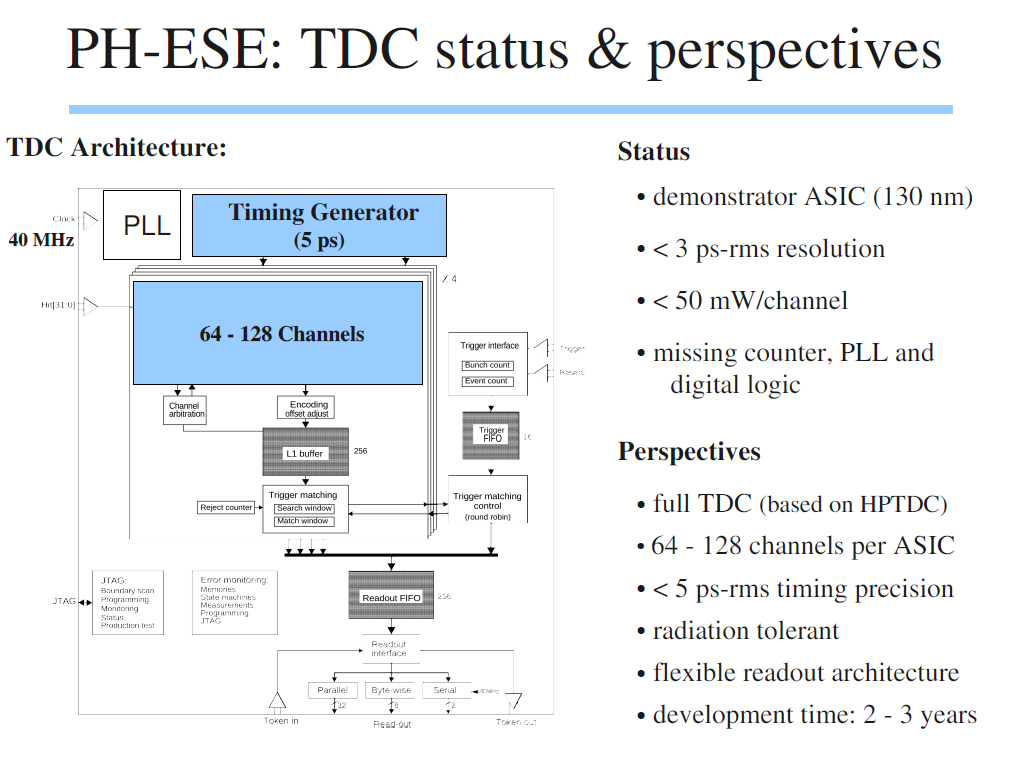 PH-ESE: TDC status & perspectives
TDC Architecture:
Clock
40 MHz
PLL
Timing Generator
(5 ps)
x 4
Hit[31:0]
64 - 128 Channels
Trigger interface
Bunch count
Event count
Trigger
Resets
Channel
arbitration
Encoding
offset adjust
L1 buffer
256
Trigger
FIFO
16
Reject counter
Trigger matching
Search window
Match window
Trigger matching
control
(round robin)
JTAG
JTAG:
Boundary scan
Programming
Monitoring
Status
Production test
Error monitoring:
Memories
State machines
Measurements
Programming
JTAG
Readout FIFO
256
Readout
interface
Parallel
Byte-wise
Serial
80MHz
32
8
2
Token in
Read-out
Token out
Status
• demonstrator ASIC (130 nm)
• < 3 ps-rms resolution
• < 50 mW/channel
• missing counter, PLL and
digital logic
Perspectives
• full TDC (based on HPTDC)
• 64 - 128 channels per ASIC
• < 5 ps-rms timing precision
• radiation tolerant
• flexible readout architecture
• development time: 2 - 3 years